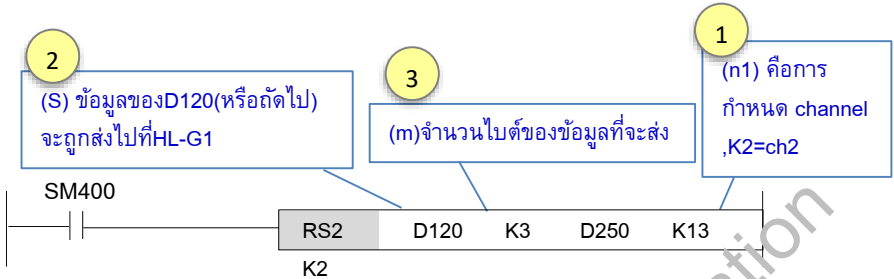 1
2
3
(n1) คือการ
กำหนด channel
,K2=ch2
(S) ข้อมูลของD120(หรือถัดไป)
จะถูกส่งไปที่HL-G1
(m)จำนวนไบต์ของข้อมูลที่จะส่ง
SM400
RS2 D120 K3 D250 K13
K2
ation